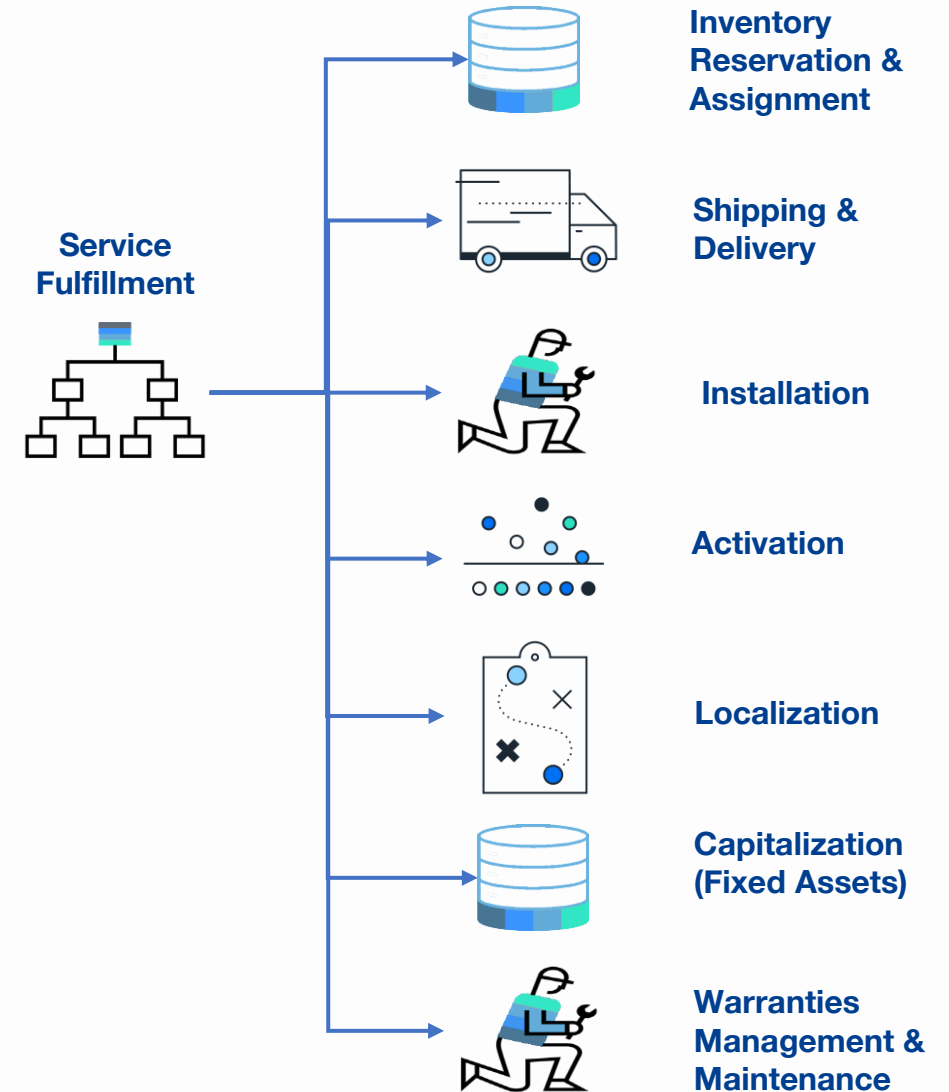 Service
Fulfillment
Inventory
Reservation &
Assignment
Shipping &
Delivery
Installation
Activation
Localization
Capitalization
(Fixed Assets)
Warranties
Management &
Maintenance